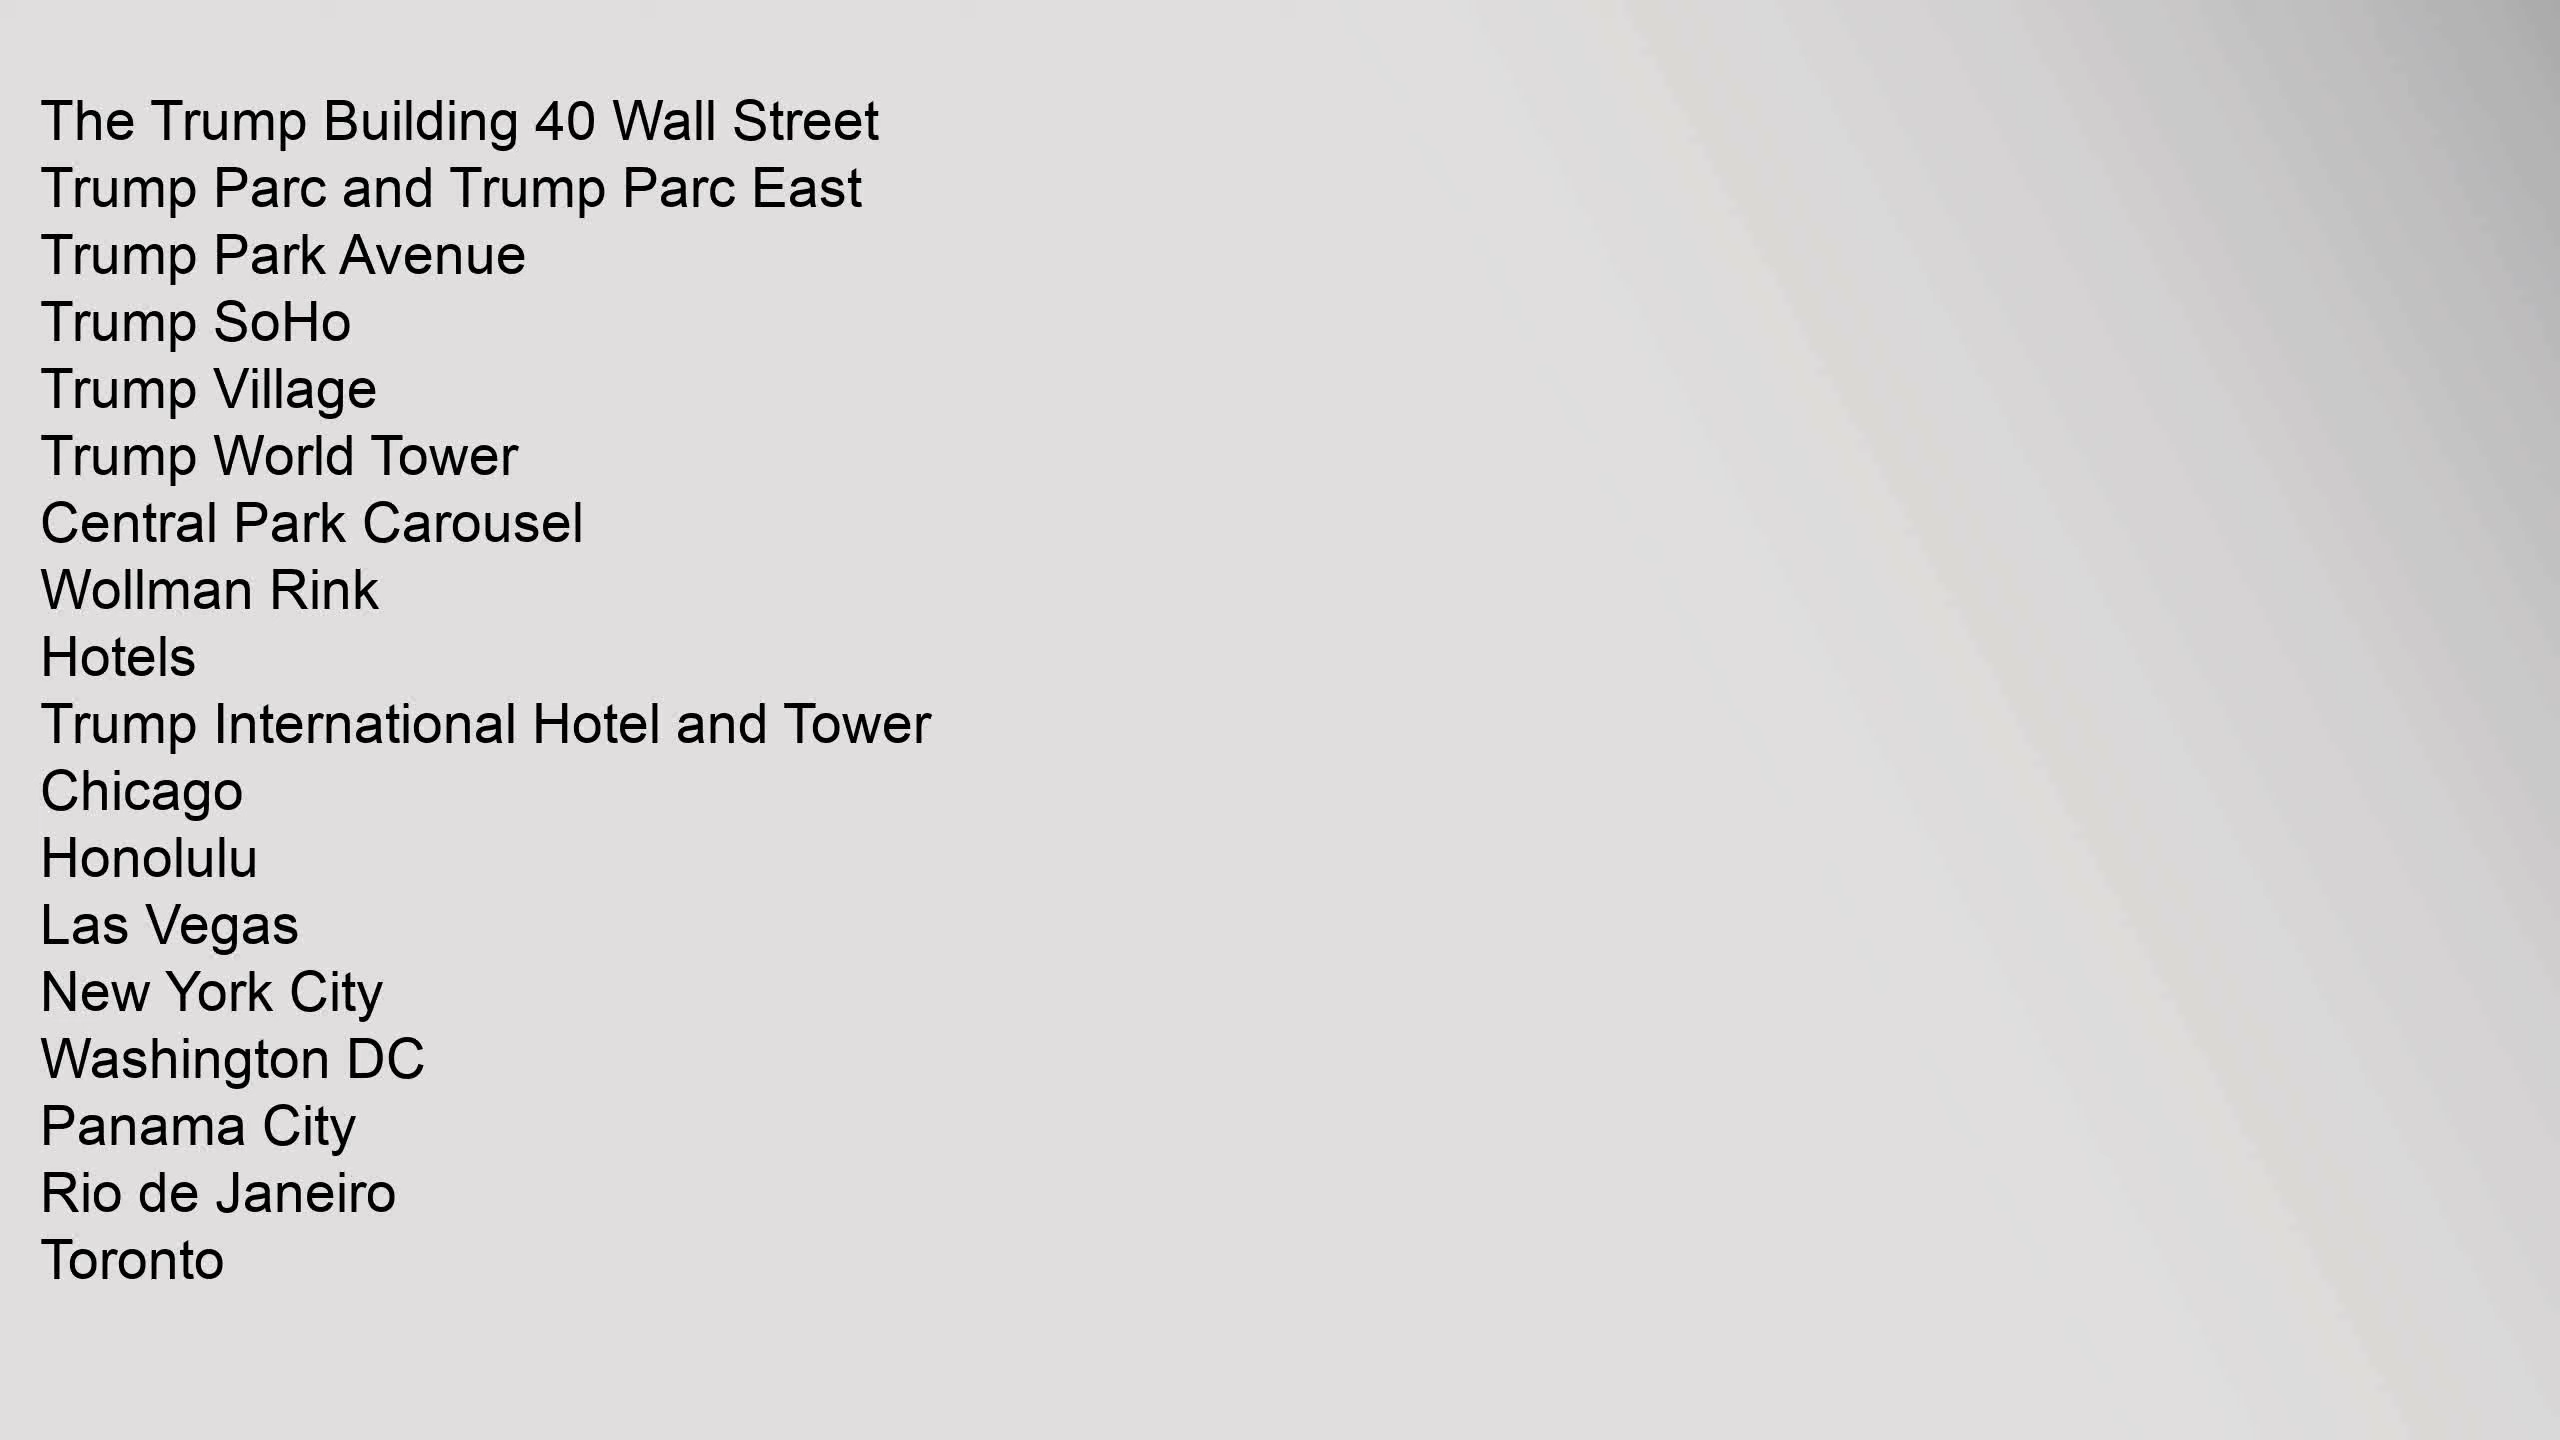 The Trump Building 40 Wall Street
Trump Parc and Trump Parc East
Trump Park Avenue
Trump SoHo
Trump Village
Trump World Tower
Central Park Carousel
Wollman Rink
Hotels
Trump International Hotel and Tower
Chicago
Honolulu
Las Vegas
New York City
Washington DC
Panama City
Rio de Janeiro
Toronto